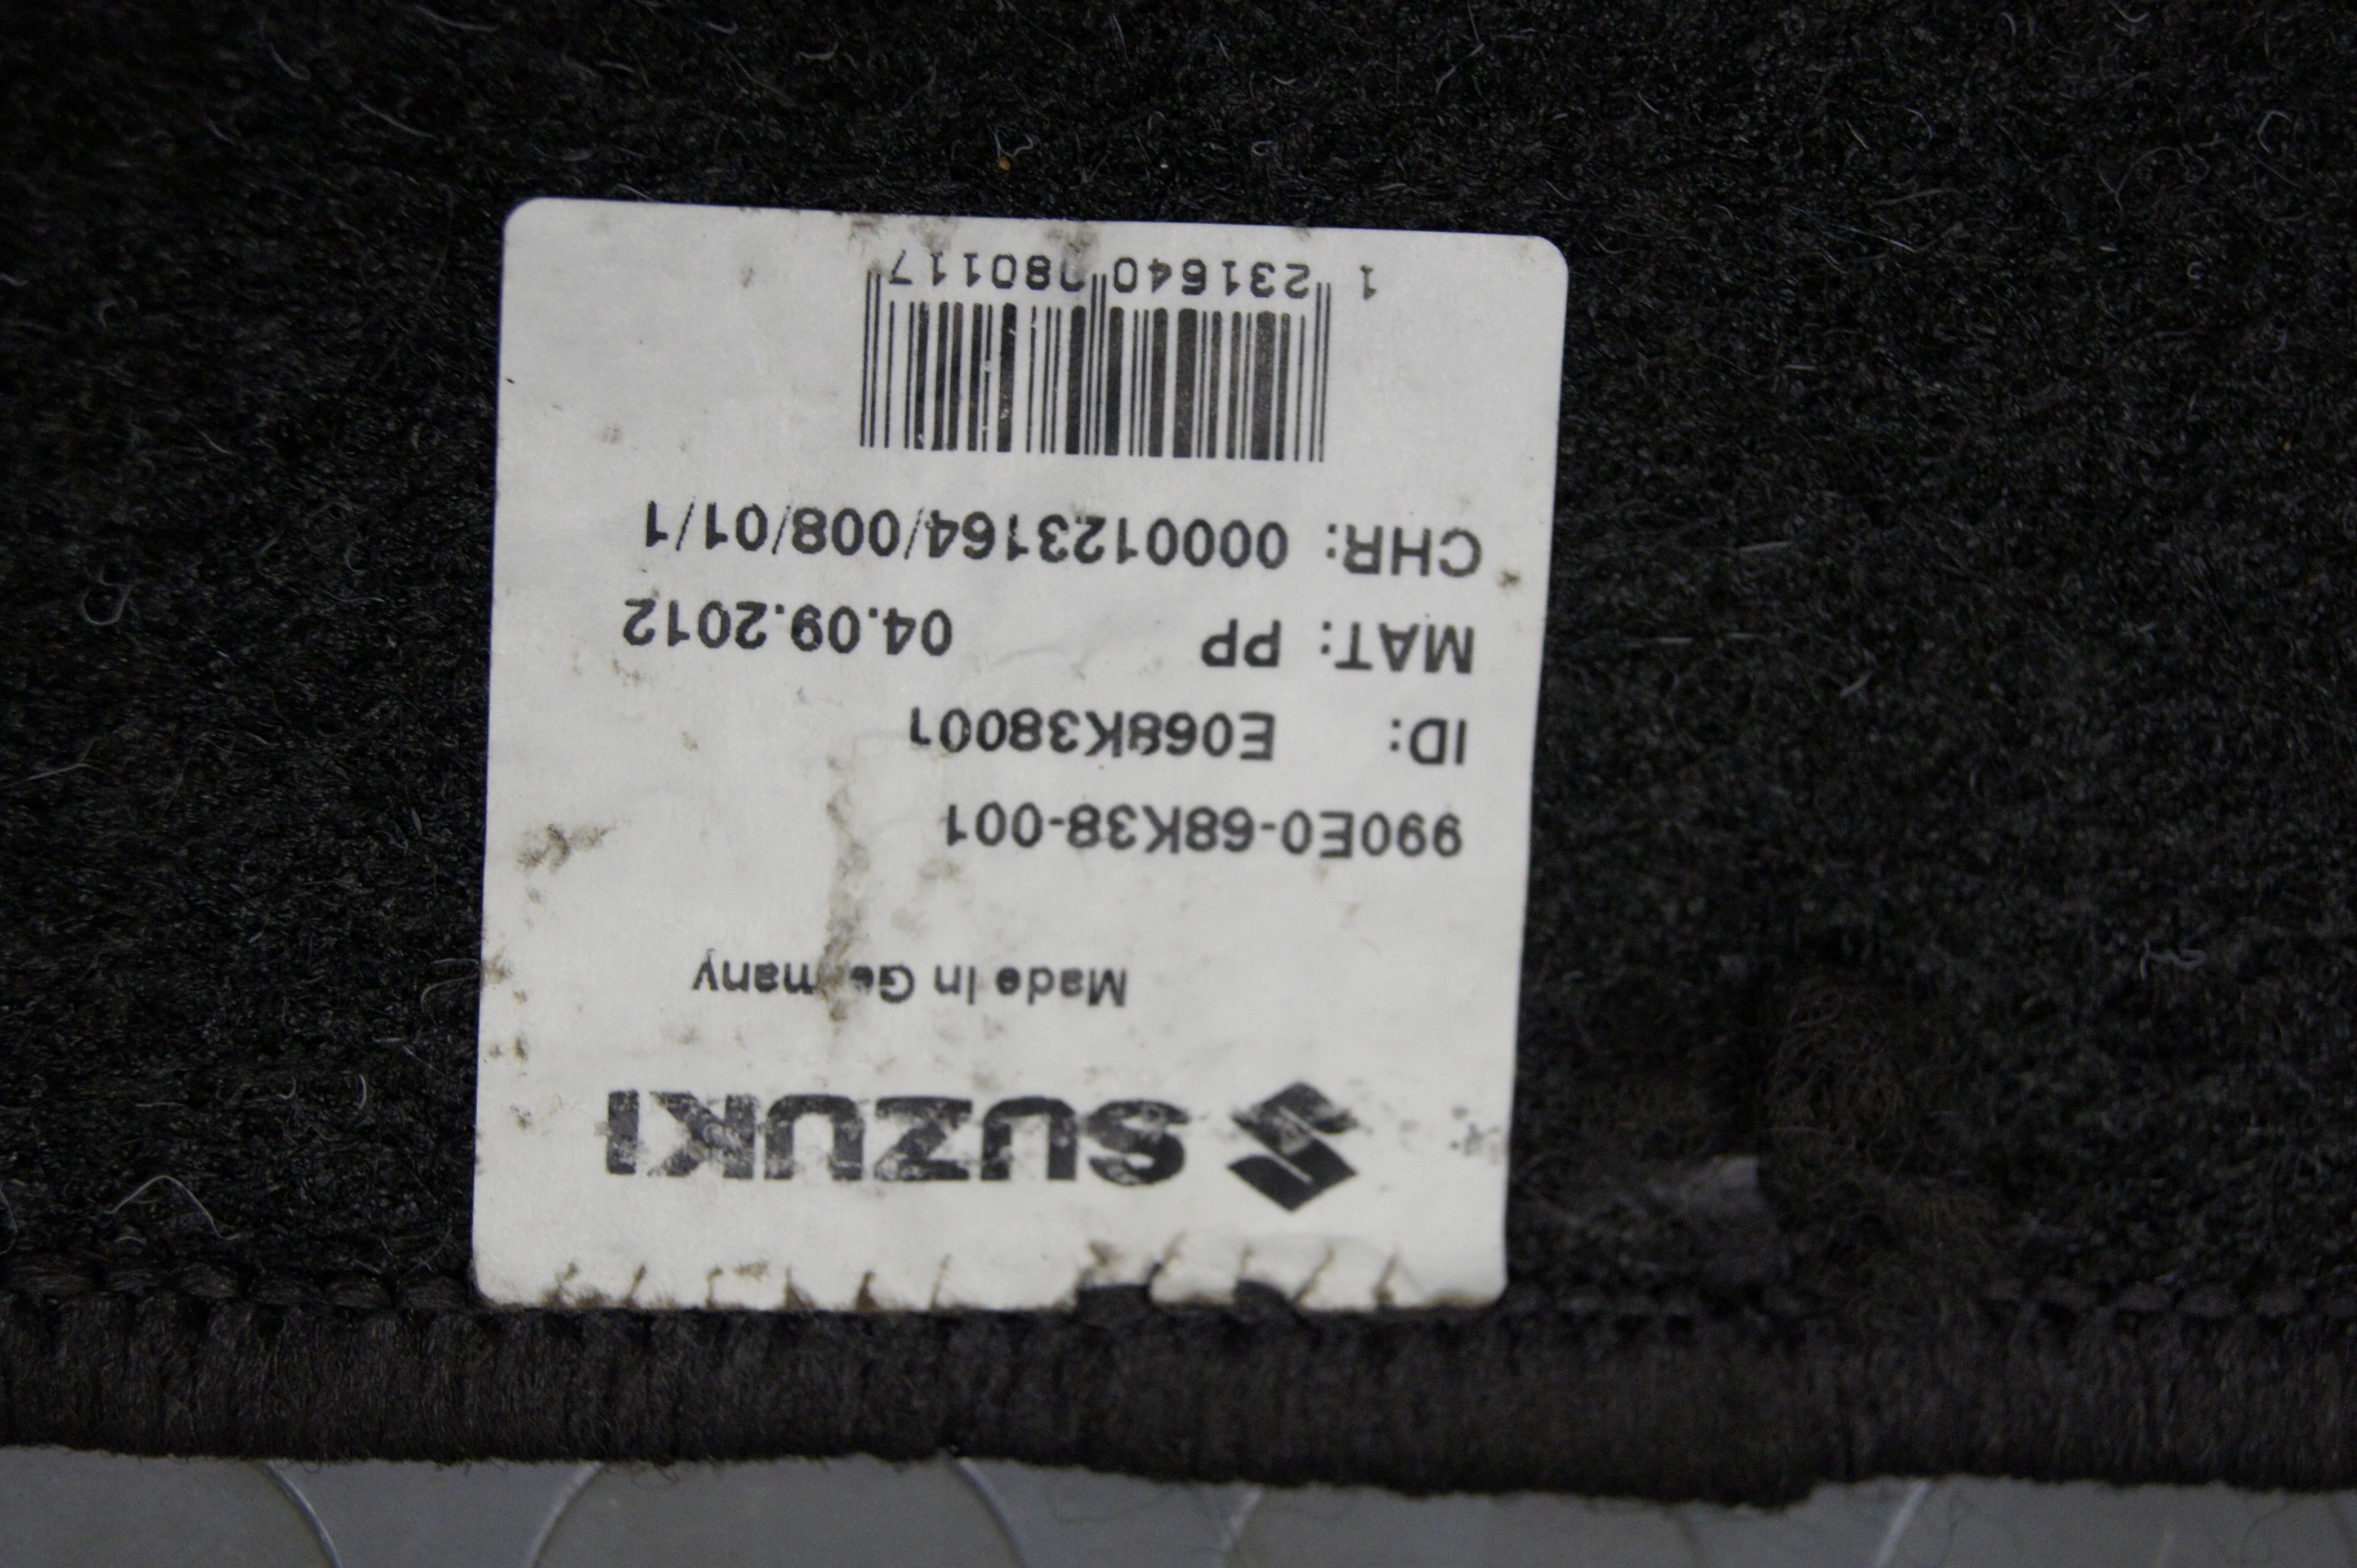 SUZUKI
Made In Germany
990E0-68K38-001
ID: E068K38001
MAT: PP 04.09.2012
CHR: 0000123164/008/01/1
1 231640 080117